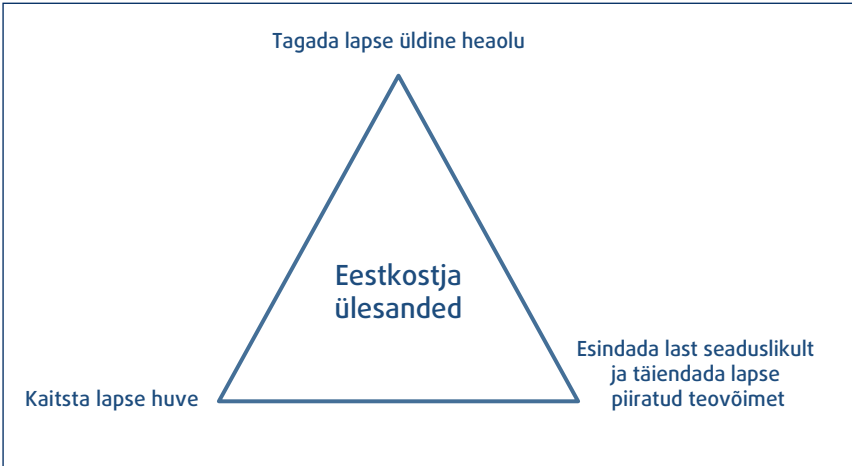 Tagada lapse üldine heaolu
Eestkostja
ülesanded
Kaitsta lapse huve
Esindada last seaduslikult
ja täiendada lapse
piiratud teovõimet